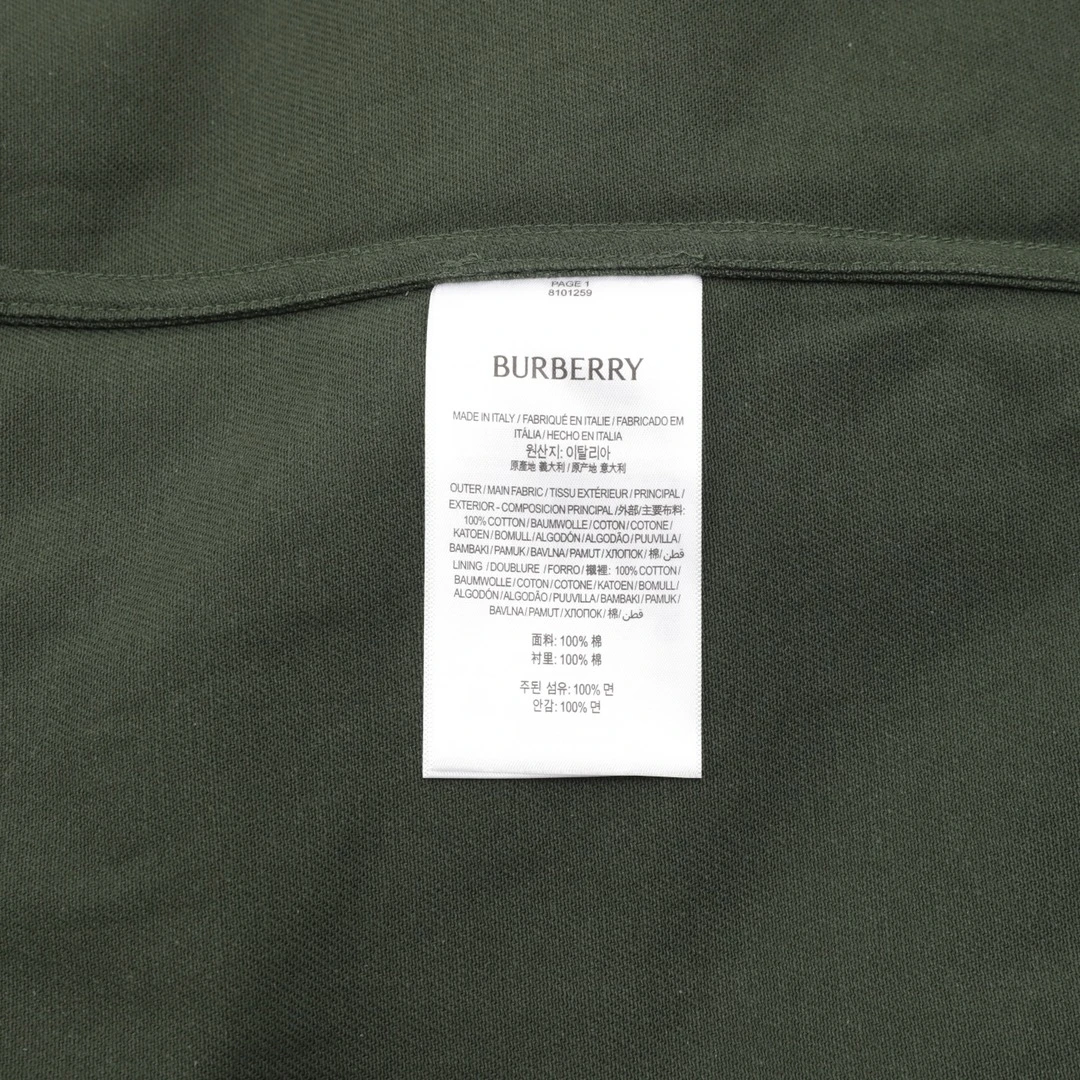 PAGE 1
8101259
BURBERRY
MADE IN ITALY / FABRIQUÉ EN ITALIE / FABRICADO EM
ITÁLIA / HECHO EN ITALIA
원산지: 이탈리아
原產地 義大利 / 原产地 意大利
OUTER / MAIN FABRIC / TISSU EXTÉRIEUR / PRINCIPAL /
EXTERIOR - COMPOSICION PRINCIPAL /外部/主要布料:
100% COTTON / BAUMWOLLE / COTON / COTONE /
KATOEN / BOMULL / ALGODÓN / ALGODÃO / PUUVILLA /
BAMBAKI / PAMUK / BAVLNA / PAMUT / ХЛОПОК / 棉/ قطن
LINING / DOUBLURE / FORRO / 襯裡: 100% COTTON /
BAUMWOLLE / COTON / COTONE / KATOEN / BOMULL /
ALGODÓN / ALGODÃO / PUUVILLA / BAMBAKI / PAMUK /
BAVLNA / PAMUT / ХЛОПОК / 棉/ قطن
面料: 100% 棉
衬里: 100% 棉
주된 섬유: 100% 면
안감: 100% 면